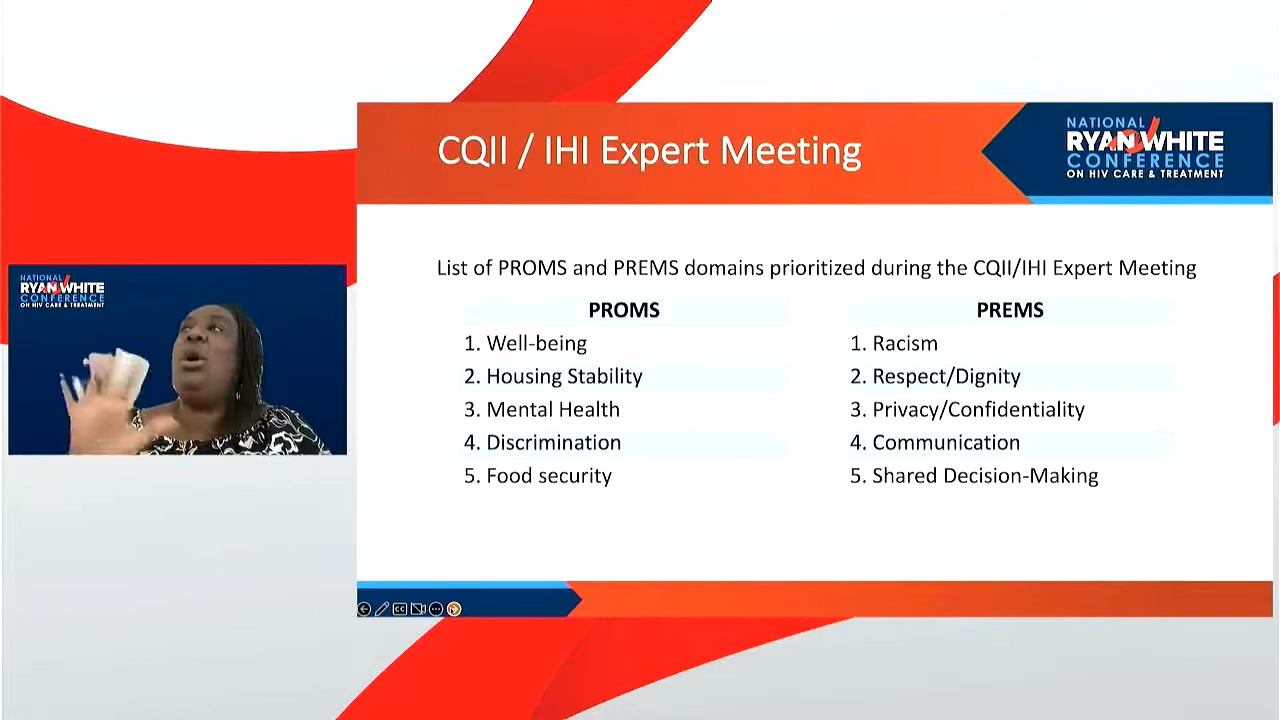 CQII / IHI Expert Meeting
NATIONAL
RYAN WHITE
CONFERENCE
ON HIV CARE & TREATMENT
List of PROMS and PREMS domains prioritized during the CQII/IHI Expert Meeting
PROMS
1. Well-being
2. Housing Stability
3. Mental Health
4. Discrimination
5. Food security
PREMS
1. Racism
2. Respect/Dignity
3. Privacy/Confidentiality
4. Communication
5. Shared Decision-Making
NATIONAL
RYAN WHITE
CONFERENCE
ON HIV CARE & TREATMENT
CC